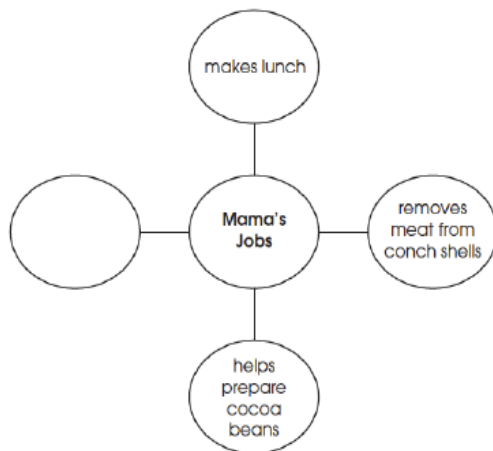 makes lunch
Mama's
Jobs
removes
meat from
conch shells
helps
prepare
cocoa
beans